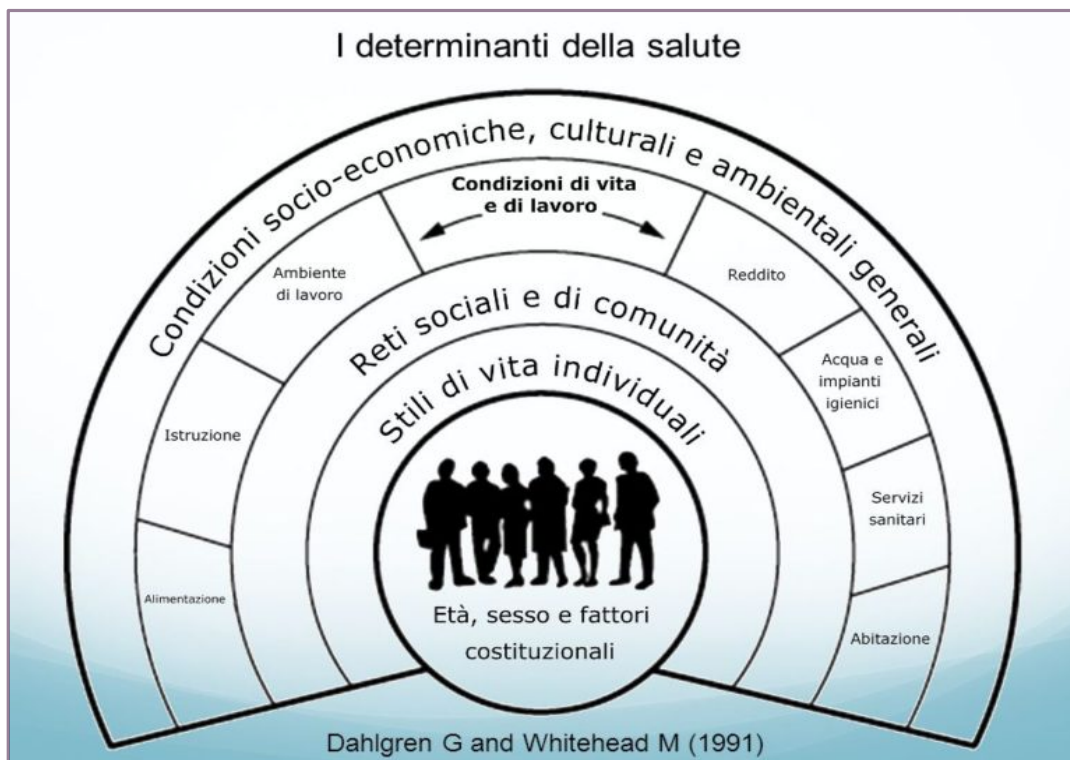 I determinanti della salute
Condizioni socio-economiche, culturali e ambientali generali
Condizioni di vita
e di lavoro
Ambiente
di lavoro
Reddito
Reti sociali e di comunità
Acqua e
impianti
igienici
Stili di vita individuali
Istruzione
Servizi
sanitari
Alimentazione
Età, sesso e fattori
costituzionali
Abitazione
Dahlgren G and Whitehead M (1991)